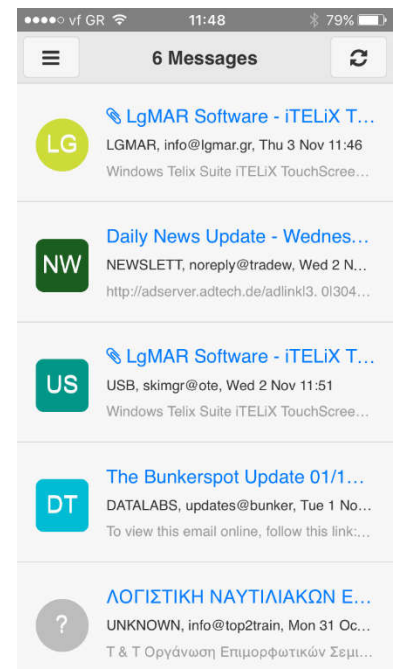 vf GR 11:48 79%
6 Messages
LG
LgMAR Software - iTELiX T...
LGMAR, info@lgmar.gr, Thu 3 Nov 11:46
Windows Telix Suite iTELiX TouchScree...
NW
Daily News Update - Wednes...
NEWSLETT, noreply@tradew, Wed 2 N...
http://adserver.adtech.de/adlinkl3. 0l304...
US
LgMAR Software - iTELiX T...
USB, skimgr@ote, Wed 2 Nov 11:51
Windows Telix Suite iTELiX TouchScree...
DT
The Bunkerspot Update 01/1...
DATALABS, updates@bunker, Tue 1 No...
To view this email online, follow this link:...
?
ΛΟΓΙΣΤΙΚΗ ΝΑΥΤΙΛΙΑΚΩΝ Ε...
UNKNOWN, info@top2train, Mon 31 Oc...
Τ & Τ Οργάνωση Επιμορφωτικών Σεμι...